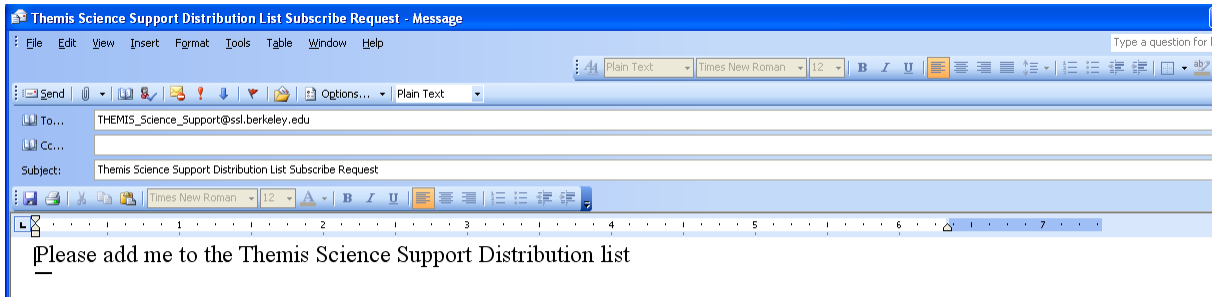 Themis Science Support Distribution List Subscribe Request - Message
File Edit View Insert Format Tools Table Window Help
Type a question for
Plain Text Times New Roman 12 B I U
Send Options... Plain Text
To... THEMIS_Science_Support@ssl.berkeley.edu
Cc...
Subject: Themis Science Support Distribution List Subscribe Request
Times New Roman 12 A B I U
1 2 3 4 5 6 7
Please add me to the Themis Science Support Distribution list